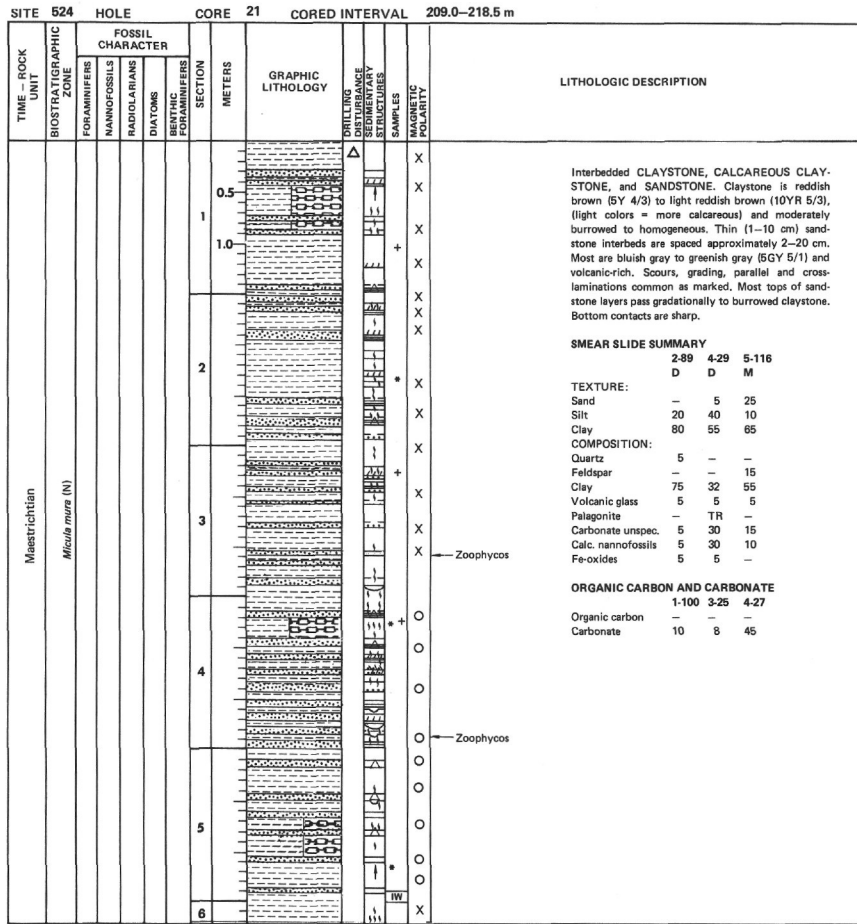 SITE 524 HOLE CORE 21 CORED INTERVAL 209.0–218.5 m
TIME – ROCK UNIT
BIOSTRATIGRAPHIC ZONE
FOSSIL CHARACTER
FORAMINIFERS
NANNOFOSSILS
RADIOLARIANS
DIATOMS
BENTHIC FORAMINIFERS
SECTION
METERS
GRAPHIC LITHOLOGY
DRILLING DISTURBANCE
SEDIMENTARY STRUCTURES
SAMPLES
MAGNETIC POLARITY
LITHOLOGIC DESCRIPTION
Maestrichtian
Micula mura (N)
1
0.5
1.0
2
3
4
5
6
X
X
X
+
X
X
X
X
*
X
X
X
+
X
X
X
Zoophycos
* +
O
O
O
O
Zoophycos
O
O
O
O
*
O
IW
X
Interbedded CLAYSTONE, CALCAREOUS CLAY-
STONE, and SANDSTONE. Claystone is reddish
brown (5Y 4/3) to light reddish brown (10YR 5/3),
(light colors = more calcareous) and moderately
burrowed to homogeneous. Thin (1–10 cm) sand-
stone interbeds are spaced approximately 2–20 cm.
Most are bluish gray to greenish gray (5GY 5/1) and
volcanic-rich. Scours, grading, parallel and cross-
laminations common as marked. Most tops of sand-
stone layers pass gradationally to burrowed claystone.
Bottom contacts are sharp.
SMEAR SLIDE SUMMARY
2-89 4-29 5-116
D D M
TEXTURE:
Sand – 5 25
Silt 20 40 10
Clay 80 55 65
COMPOSITION:
Quartz 5 – –
Feldspar – – 15
Clay 75 32 55
Volcanic glass 5 5 5
Palagonite – TR –
Carbonate unspec. 5 30 15
Calc. nannofossils 5 30 10
Fe-oxides 5 5 –
ORGANIC CARBON AND CARBONATE
1-100 3-25 4-27
Organic carbon – – –
Carbonate 10 8 45